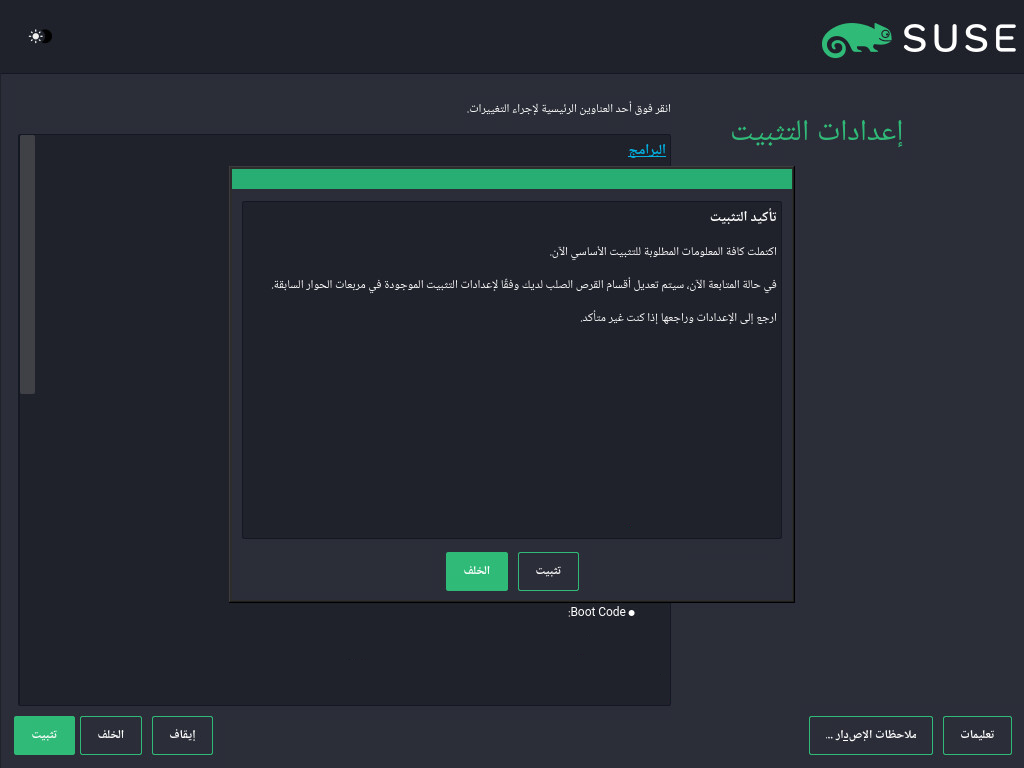 SUSE
إعدادات التثبيت
انقر فوق أحد العناوين الرئيسية لإجراء التغييرات.
البرامج
تأكيد التثبيت
اكتملت كافة المعلومات المطلوبة للتثبيت الأساسي الآن.
في حالة المتابعة الآن، سيتم تعديل أقسام القرص الصلب لديك وفقًا لإعدادات التثبيت الموجودة في مربعات الحوار السابقة.
ارجع إلى الإعدادات وراجعها إذا كنت غير متأكد.
تثبيت
الخلف
● Boot Code:
تعليمات
ملاحظات الإصدار ...
إيقاف
الخلف
تثبيت